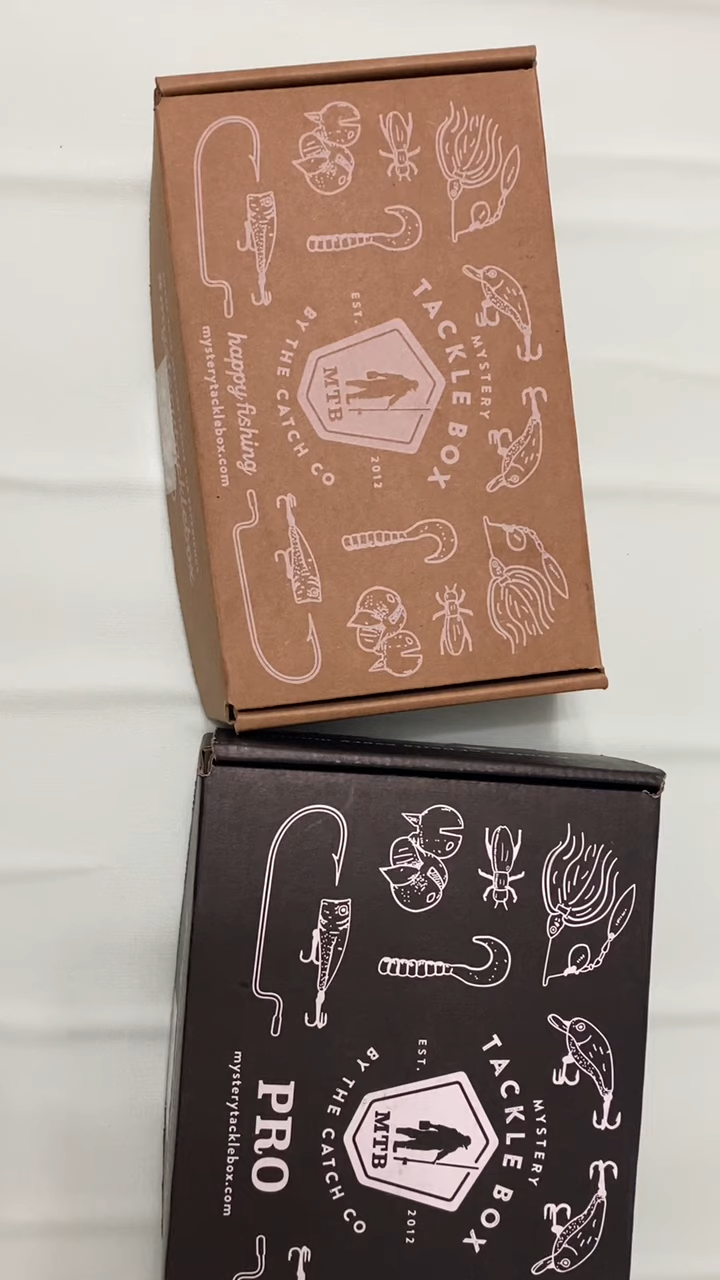 MYSTERY
TACKLE BOX
EST.
2012
MTB
BY THE CATCH CO
happy fishing
mysterytacklebox.com
MYSTERY
TACKLE BOX
EST.
2012
MTB
BY THE CATCH CO
PRO
mysterytacklebox.com